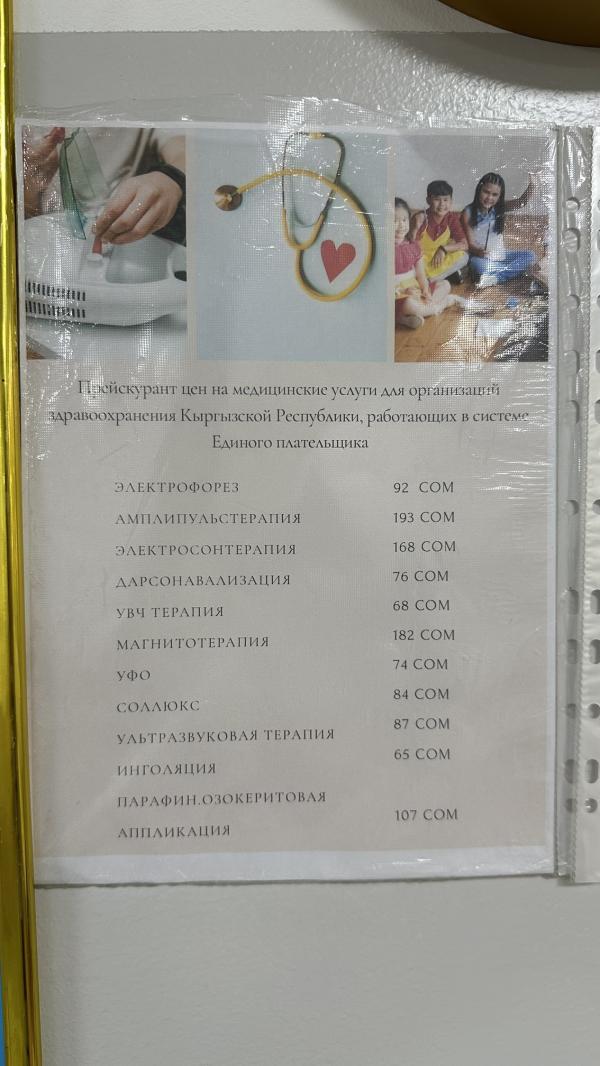 Прейскурант цен на медицинские услуги для организаций
здравоохранения Кыргызской Республики, работающих в системе
Единого плательщика
ЭЛЕКТРОФОРЕЗ 92 СОМ
АМПЛИПУЛЬСТЕРАПИЯ 193 СОМ
ЭЛЕКТРОСОНТЕРАПИЯ 168 СОМ
ДАРСОНАВАЛИЗАЦИЯ 76 СОМ
УВЧ ТЕРАПИЯ 68 СОМ
МАГНИТОТЕРАПИЯ 182 СОМ
УФО 74 СОМ
СОЛЛЮКС 84 СОМ
УЛЬТРАЗВУКОВАЯ ТЕРАПИЯ 87 СОМ
ИНГОЛЯЦИЯ 65 СОМ
ПАРАФИН.ОЗОКЕРИТОВАЯ
АППЛИКАЦИЯ 107 СОМ